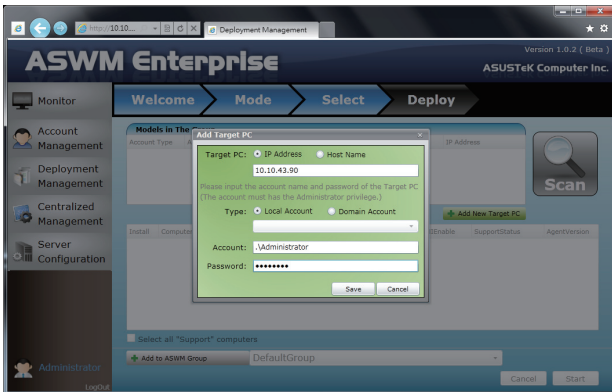 http://10.10....
Deployment Management
Version 1.0.2 ( Beta )
ASWM Enterprise
ASUSTeK Computer Inc.
Monitor
Account Management
Deployment Management
Centralized Management
Server Configuration
Welcome
Mode
Select
Deploy
Models in The
Account Type
IP Address
Scan
Add New Target PC
Install
Computer
Enable
SupportStatus
AgentVersion
Add Target PC
Target PC:
IP Address
Host Name
10.10.43.90
Please input the account name and password of the Target PC
(The account must has the Administrator privilege.)
Type:
Local Account
Domain Account
Account:
.\Administrator
Password:
••••••••
Save
Cancel
Select all "Support" computers
Add to ASWM Group
DefaultGroup
Administrator
LogOut
Cancel
Start